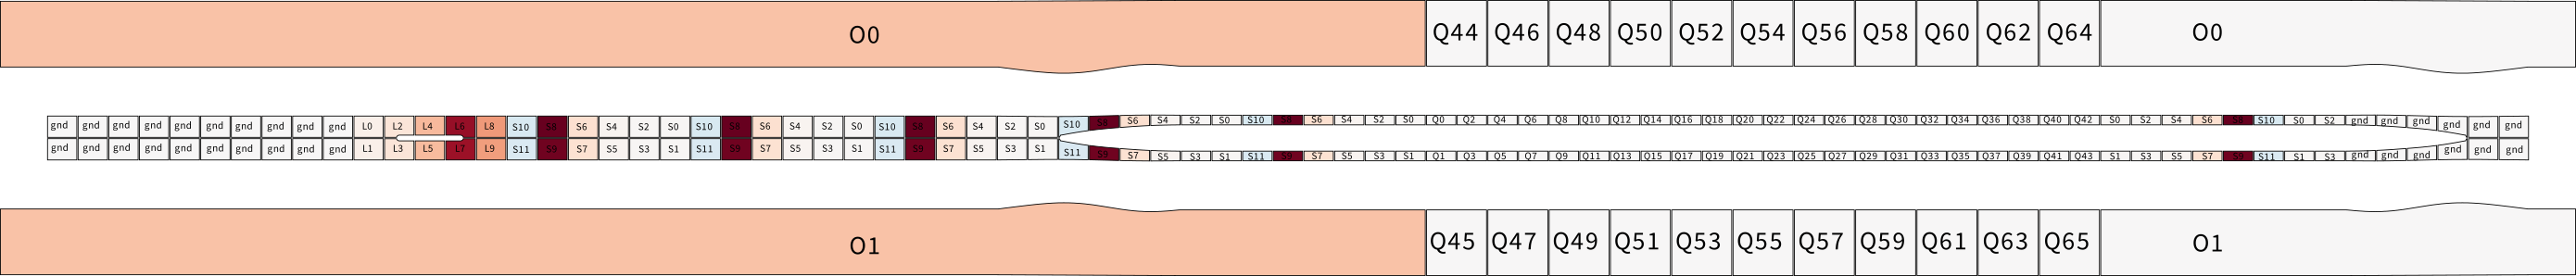 O0 Q44 Q46 Q48 Q50 Q52 Q54 Q56 Q58 Q60 Q62 Q64 O0
gnd gnd gnd gnd gnd gnd gnd gnd gnd gnd L0 L2 L4 L6 L8 S10 S8 S6 S4 S2 S0 S10 S8 S6 S4 S2 S0 S10 S8 S6 S4 S2 S0 S10 S8 S6 S4 S2 S0 S10 S8 S6 S4 S2 S0 Q0 Q2 Q4 Q6 Q8 Q10 Q12 Q14 Q16 Q18 Q20 Q22 Q24 Q26 Q28 Q30 Q32 Q34 Q36 Q38 Q40 Q42 S0 S2 S4 S6 S8 S10 S0 S2 gnd gnd gnd gnd gnd gnd
gnd gnd gnd gnd gnd gnd gnd gnd gnd gnd L1 L3 L5 L7 L9 S11 S9 S7 S5 S3 S1 S11 S9 S7 S5 S3 S1 S11 S9 S7 S5 S3 S1 S11 S9 S7 S5 S3 S1 S11 S9 S7 S5 S3 S1 Q1 Q3 Q5 Q7 Q9 Q11 Q13 Q15 Q17 Q19 Q21 Q23 Q25 Q27 Q29 Q31 Q33 Q35 Q37 Q39 Q41 Q43 S1 S3 S5 S7 S9 S11 S1 S3 gnd gnd gnd gnd gnd gnd
O1 Q45 Q47 Q49 Q51 Q53 Q55 Q57 Q59 Q61 Q63 Q65 O1